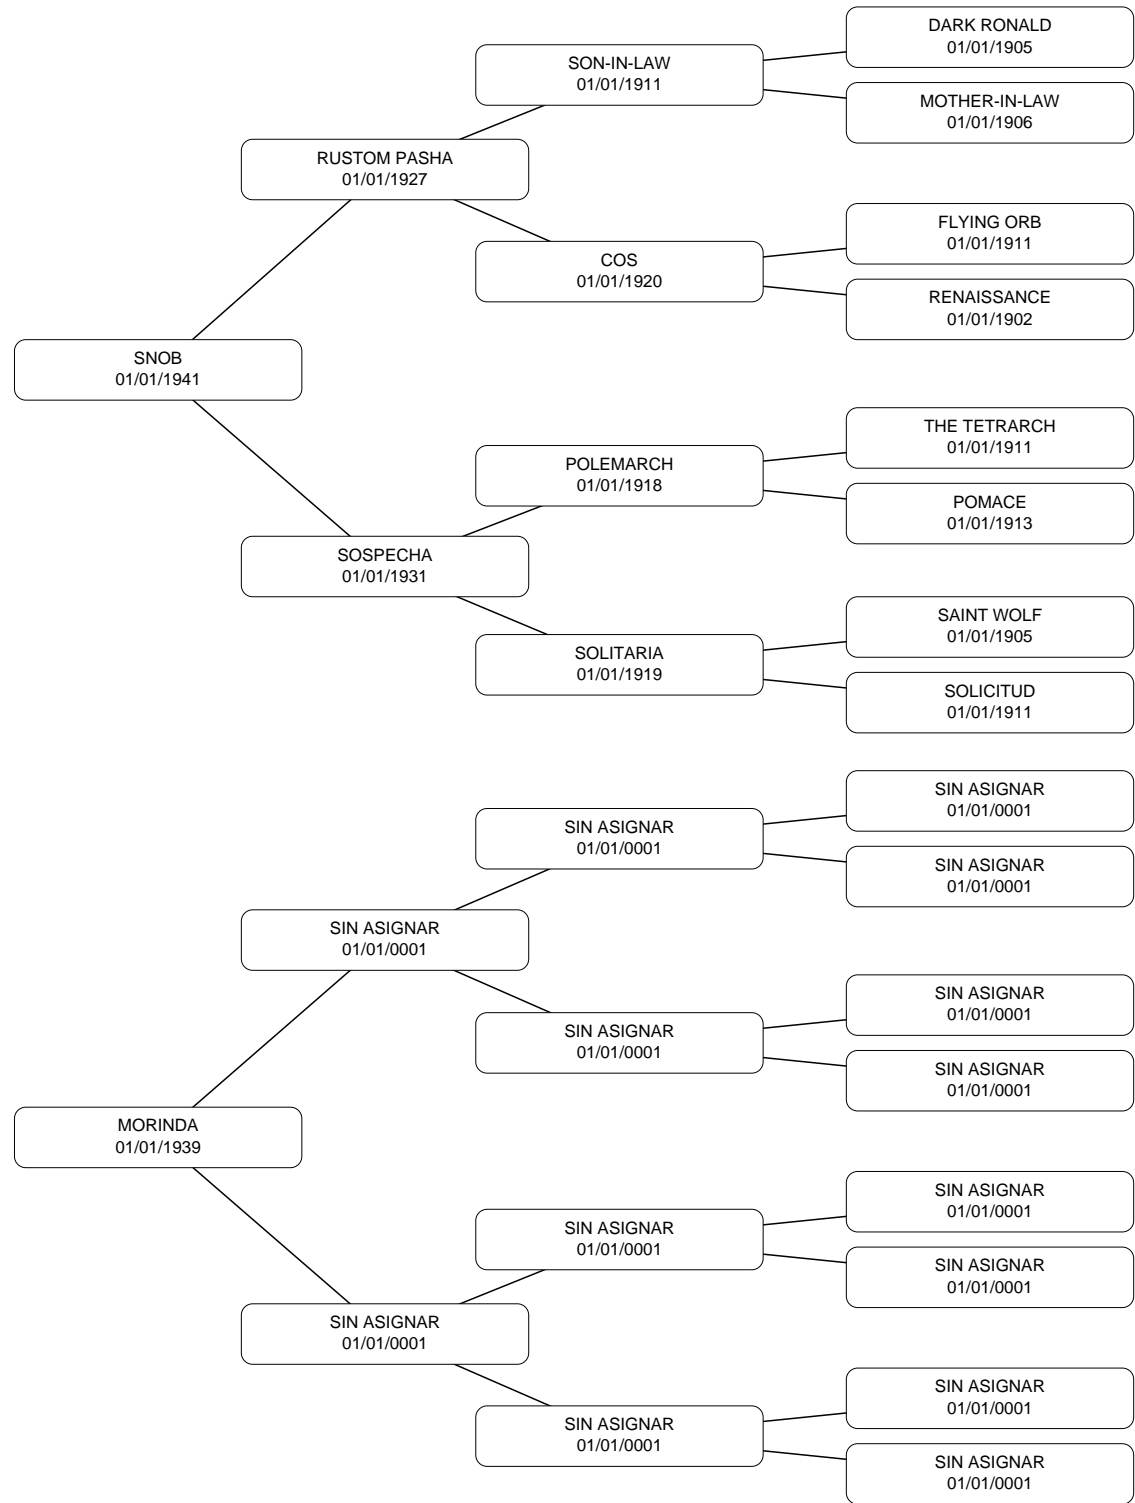 DARK RONALD
01/01/1905
SON-IN-LAW
01/01/1911
MOTHER-IN-LAW
01/01/1906
RUSTOM PASHA
01/01/1927
FLYING ORB
01/01/1911
COS
01/01/1920
RENAISSANCE
01/01/1902
SNOB
01/01/1941
THE TETRARCH
01/01/1911
POLEMARCH
01/01/1918
POMACE
01/01/1913
SOSPECHA
01/01/1931
SAINT WOLF
01/01/1905
SOLITARIA
01/01/1919
SOLICITUD
01/01/1911
SIN ASIGNAR
01/01/0001
SIN ASIGNAR
01/01/0001
SIN ASIGNAR
01/01/0001
SIN ASIGNAR
01/01/0001
SIN ASIGNAR
01/01/0001
SIN ASIGNAR
01/01/0001
SIN ASIGNAR
01/01/0001
MORINDA
01/01/1939
SIN ASIGNAR
01/01/0001
SIN ASIGNAR
01/01/0001
SIN ASIGNAR
01/01/0001
SIN ASIGNAR
01/01/0001
SIN ASIGNAR
01/01/0001
SIN ASIGNAR
01/01/0001
SIN ASIGNAR
01/01/0001